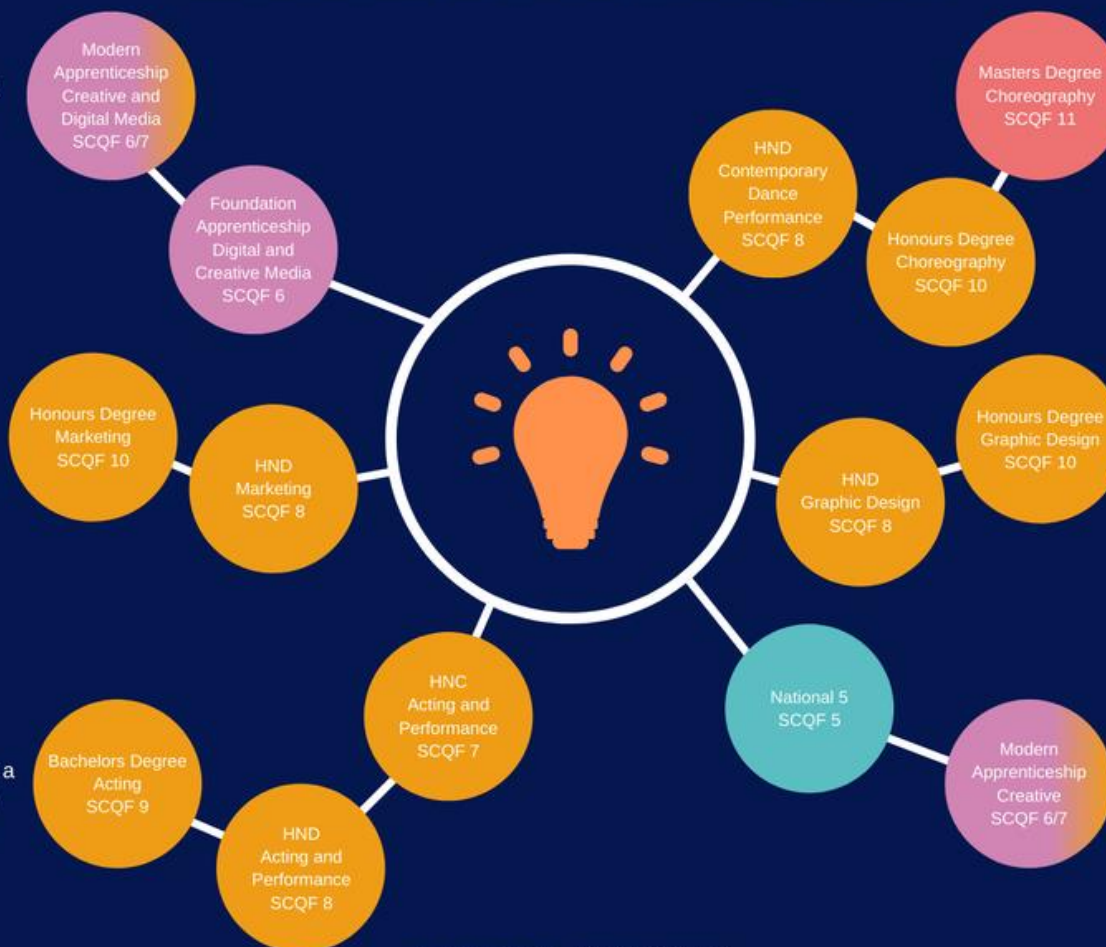 Modern
Apprenticeship
Creative and
Digital Media
SCQF 6/7
Foundation
Apprenticeship
Digital and
Creative Media
SCQF 6
Honours Degree
Marketing
SCQF 10
HND
Marketing
SCQF 8
HNC
Acting and
Performance
SCQF 7
a
Bachelors Degree
Acting
SCQF 9
HND
Acting and
Performance
SCQF 8
HND
Contemporary
Dance
Performance
SCQF 8
Masters Degree
Choreography
SCQF 11
Honours Degree
Choreography
SCQF 10
Honours Degree
Graphic Design
SCQF 10
HND
Graphic Design
SCQF 8
National 5
SCQF 5
Modern
Apprenticeship
Creative
SCQF 6/7